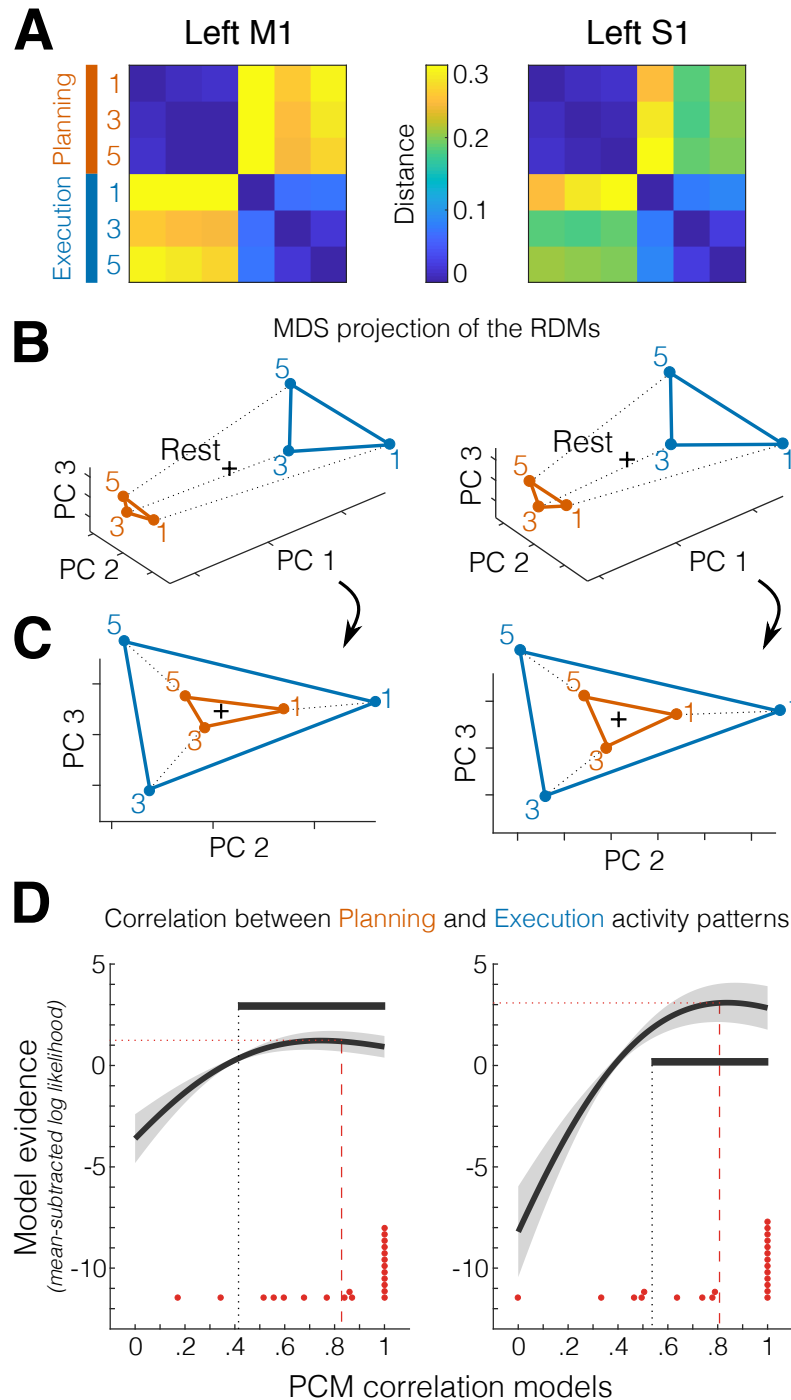 A
Left M1
Left S1
Planning
1
3
5
Execution
1
3
5
Distance
0.3
0.2
0.1
0
B
MDS projection of the RDMs
5
3
1
Rest
5
3
1
PC 3
PC 2
PC 1
5
3
1
Rest
5
3
1
PC 3
PC 2
PC 1
C
5
5
1
1
3
3
PC 3
PC 2
5
5
1
3
3
PC 3
PC 2
D
Correlation between Planning and Execution activity patterns
Model evidence
(mean-subtracted log likelihood)
5
0
-5
-10
0 .2 .4 .6 .8 1
5
0
-5
-10
0 .2 .4 .6 .8 1
PCM correlation models